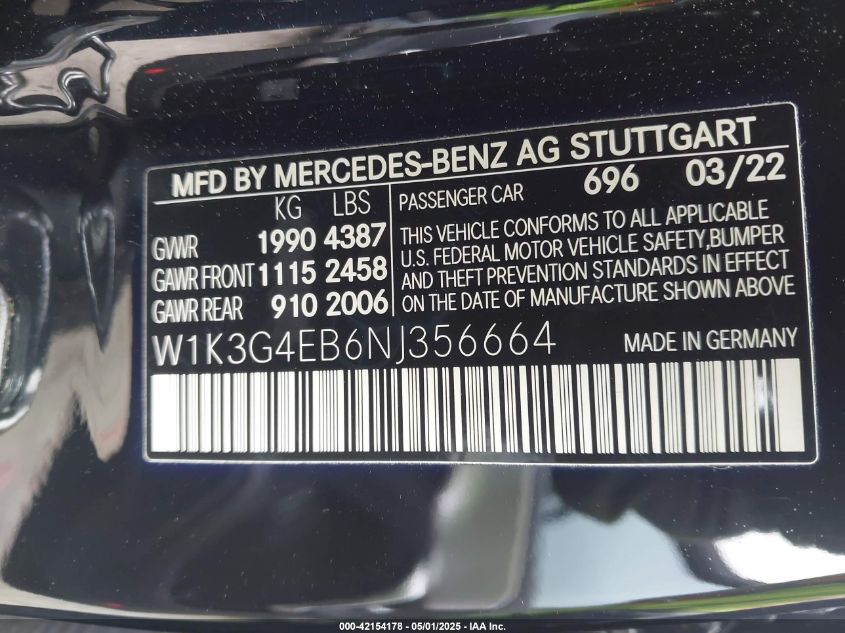 MFD BY MERCEDES-BENZ AG STUTTGART
KG LBS
GWR 1990 4387
GAWR FRONT 1115 2458
GAWR REAR 910 2006
PASSENGER CAR 696 03/22
THIS VEHICLE CONFORMS TO ALL APPLICABLE
U.S. FEDERAL MOTOR VEHICLE SAFETY,BUMPER
AND THEFT PREVENTION STANDARDS IN EFFECT
ON THE DATE OF MANUFACTURE SHOWN ABOVE
W1K3G4EB6NJ356664 MADE IN GERMANY
000-42154178 - 05/01/2025 - IAA Inc.